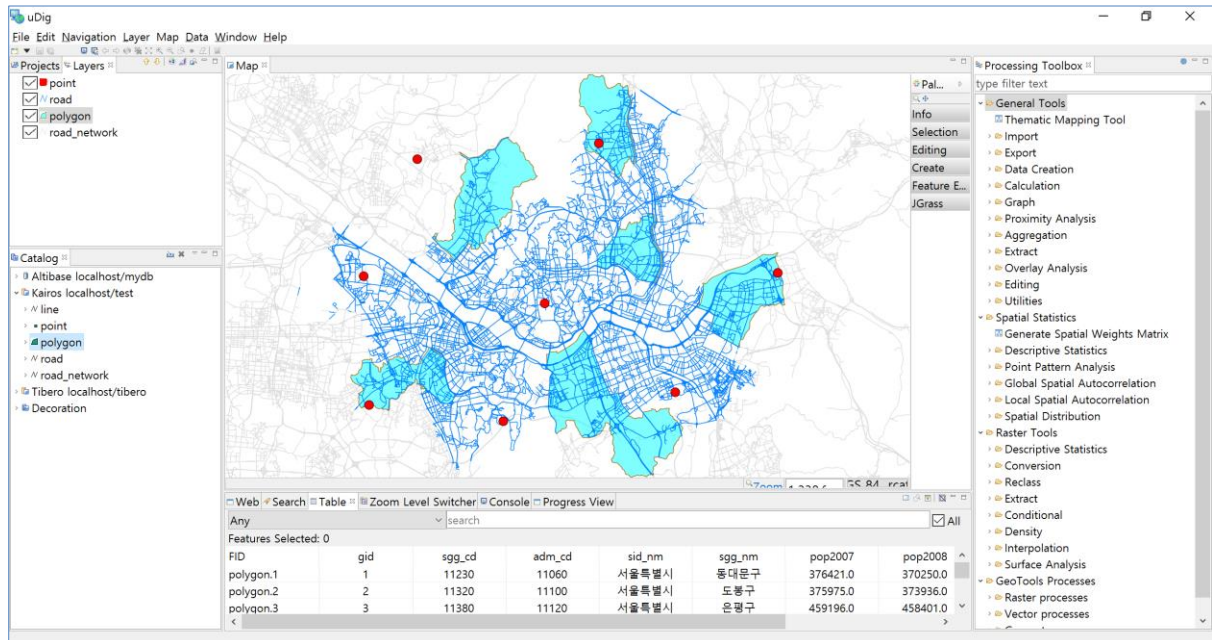 uDig
File Edit Navigation Layer Map Data Window Help
Projects Layers
point
road
polygon
road_network
Catalog
Altibase localhost/mydb
Kairos localhost/test
line
point
polygon
road
road_network
Tibero localhost/tibero
Decoration
Map
Pal...
Info
Selection
Editing
Create
Feature E...
JGrass
Zoom
Web Search Table Zoom Level Switcher Console Progress View
Any search All
Features Selected: 0
FID gid sgg_cd adm_cd sid_nm sgg_nm pop2007 pop2008
polygon.1 1 11230 11060 서울특별시 동대문구 376421.0 370250.0
polygon.2 2 11320 11100 서울특별시 도봉구 375975.0 373936.0
polygon.3 3 11380 11120 서울특별시 은평구 459196.0 458401.0
Processing Toolbox
type filter text
General Tools
Thematic Mapping Tool
Import
Export
Data Creation
Calculation
Graph
Proximity Analysis
Aggregation
Extract
Overlay Analysis
Editing
Utilities
Spatial Statistics
Generate Spatial Weights Matrix
Descriptive Statistics
Point Pattern Analysis
Global Spatial Autocorrelation
Local Spatial Autocorrelation
Spatial Distribution
Raster Tools
Descriptive Statistics
Conversion
Reclass
Extract
Conditional
Density
Interpolation
Surface Analysis
GeoTools Processes
Raster processes
Vector processes